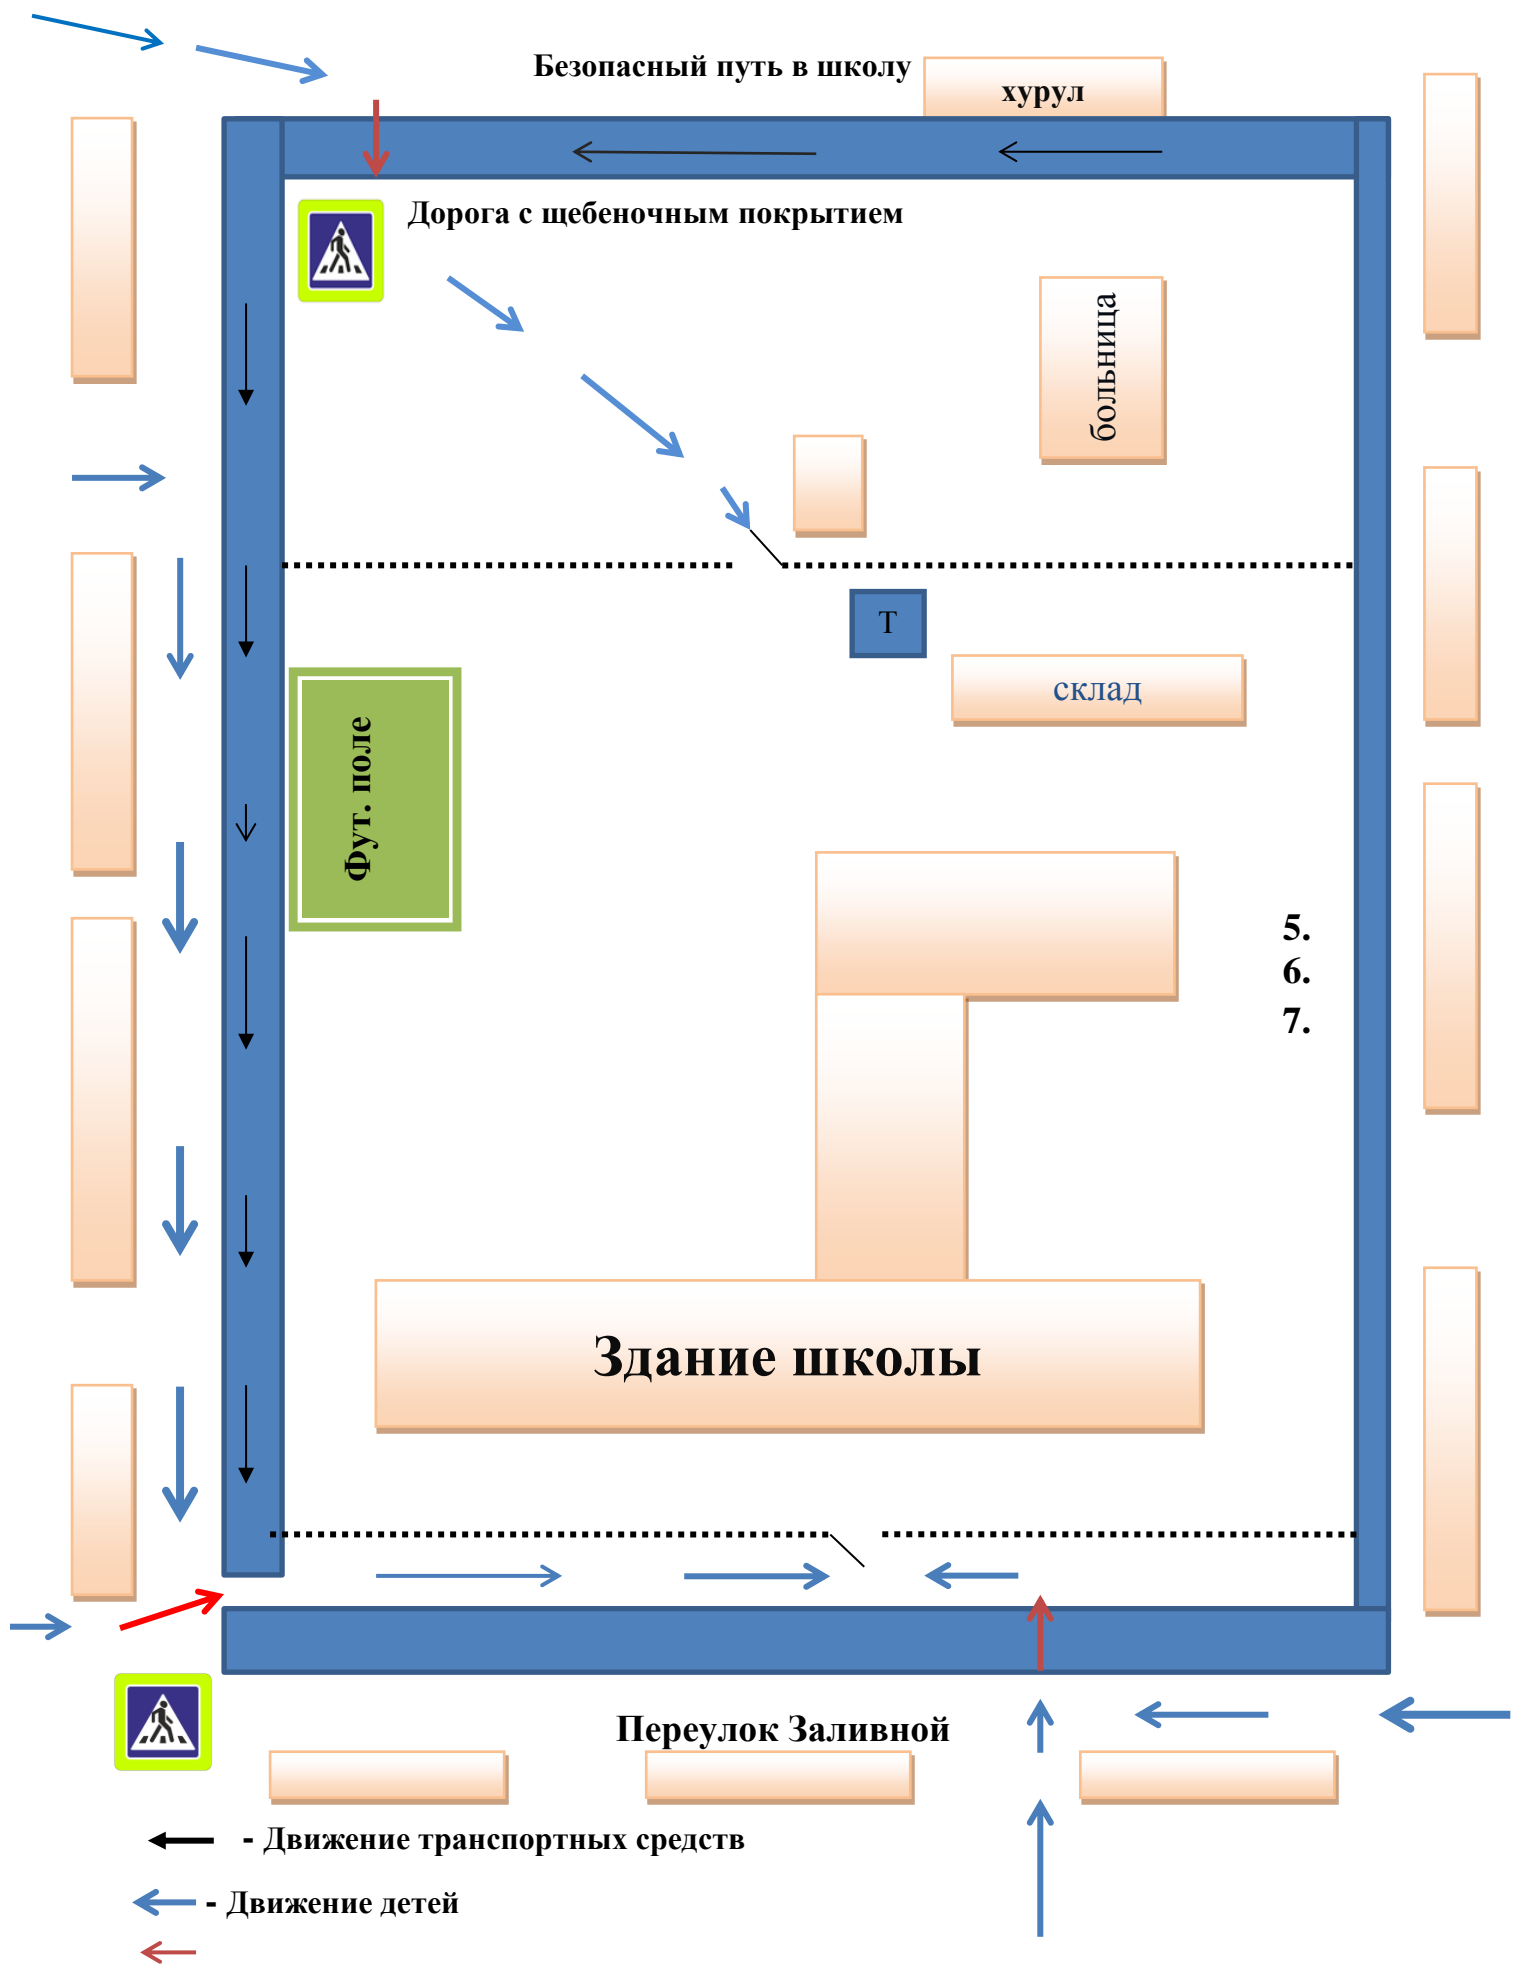 Безопасный путь в школу
хурул
Дорога с щебеночным покрытием
больница
Т
склад
Фут. поле
5.
6.
7.
Здание школы
Переулок Заливной
- Движение транспортных средств
- Движение детей